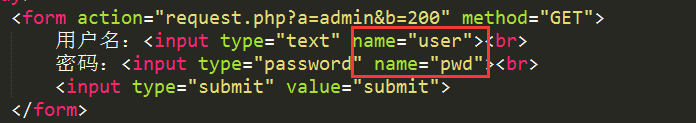 <form action="request.php?a=admin&b=200" method="GET">
用户名：<input type="text" name="user"><br>
密码：<input type="password" name="pwd"><br>
<input type="submit" value="submit">
</form>